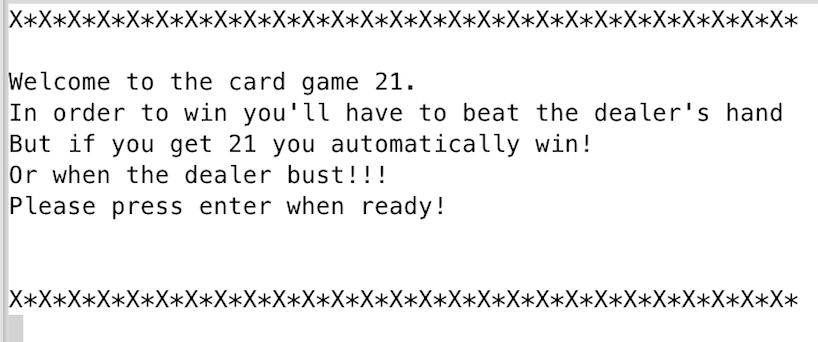 X*X*X*X*X*X*X*X*X*X*X*X*X*X*X*X*X*X*X*X*X*X*X*X*X*X*X*
Welcome to the card game 21.
In order to win you'll have to beat the dealer's hand
But if you get 21 you automatically win!
Or when the dealer bust!!!
Please press enter when ready!
X*X*X*X*X*X*X*X*X*X*X*X*X*X*X*X*X*X*X*X*X*X*X*X*X*X*X*